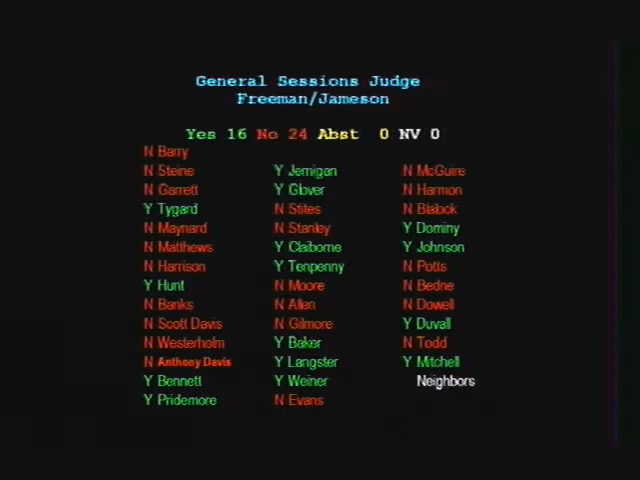 General Sessions Judge
Freeman/Jameson
Yes 16 No 24 Abst 0 NV 0
N Barry
N Steine Y Jernigan N McGuire
N Garrett Y Glover N Harmon
Y Tygard N Stites N Blalock
N Maynard N Stanley Y Dominy
N Matthews Y Claiborne Y Johnson
N Harrison Y Tenpenny N Potts
Y Hunt N Moore N Bedne
N Banks N Allen N Dowell
N Scott Davis N Gilmore Y Duvall
N Westerholm Y Baker N Todd
N Anthony Davis Y Langster Y Mitchell
Y Bennett Y Weiner Neighbors
Y Pridemore N Evans